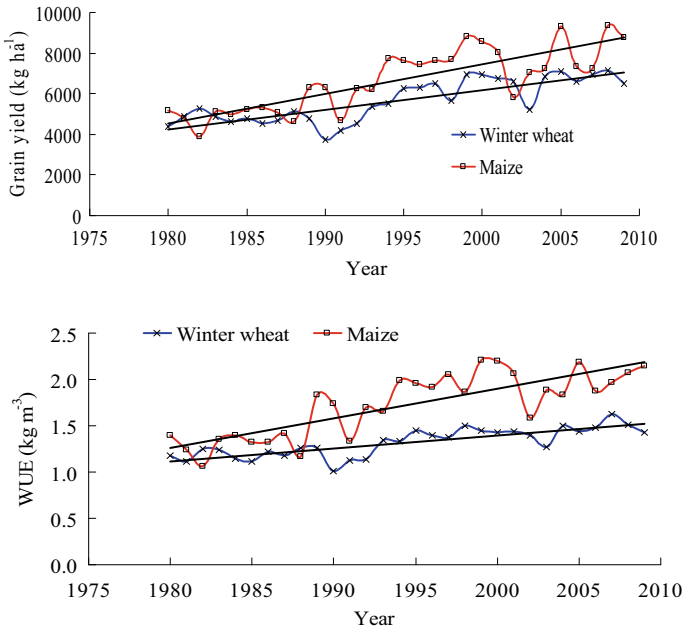 10000
8000
6000
4000
2000
0
Grain yield (kg ha¹)
Winter wheat
Maize
1975 1980 1985 1990 1995 2000 2005 2010
Year
Winter wheat Maize
2.5
2.0
1.5
1.0
0.5
0.0
WUE (kg m⁻³)
1975 1980 1985 1990 1995 2000 2005 2010
Year